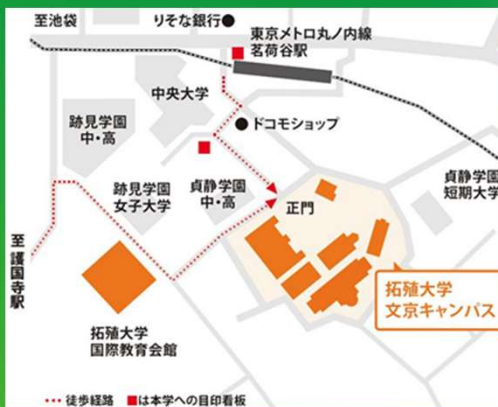 至池袋
りそな銀行●
東京メトロ丸ノ内線
茗荷谷駅
中央大学
●ドコモショップ
跡見学園
中・高
跡見学園
女子大学
貞静学園
中・高
正門
貞静学園
短期大学
至 護国寺駅
拓殖大学
文京キャンパス
拓殖大学
国際教育会館
徒歩経路 ■は本学への目印看板